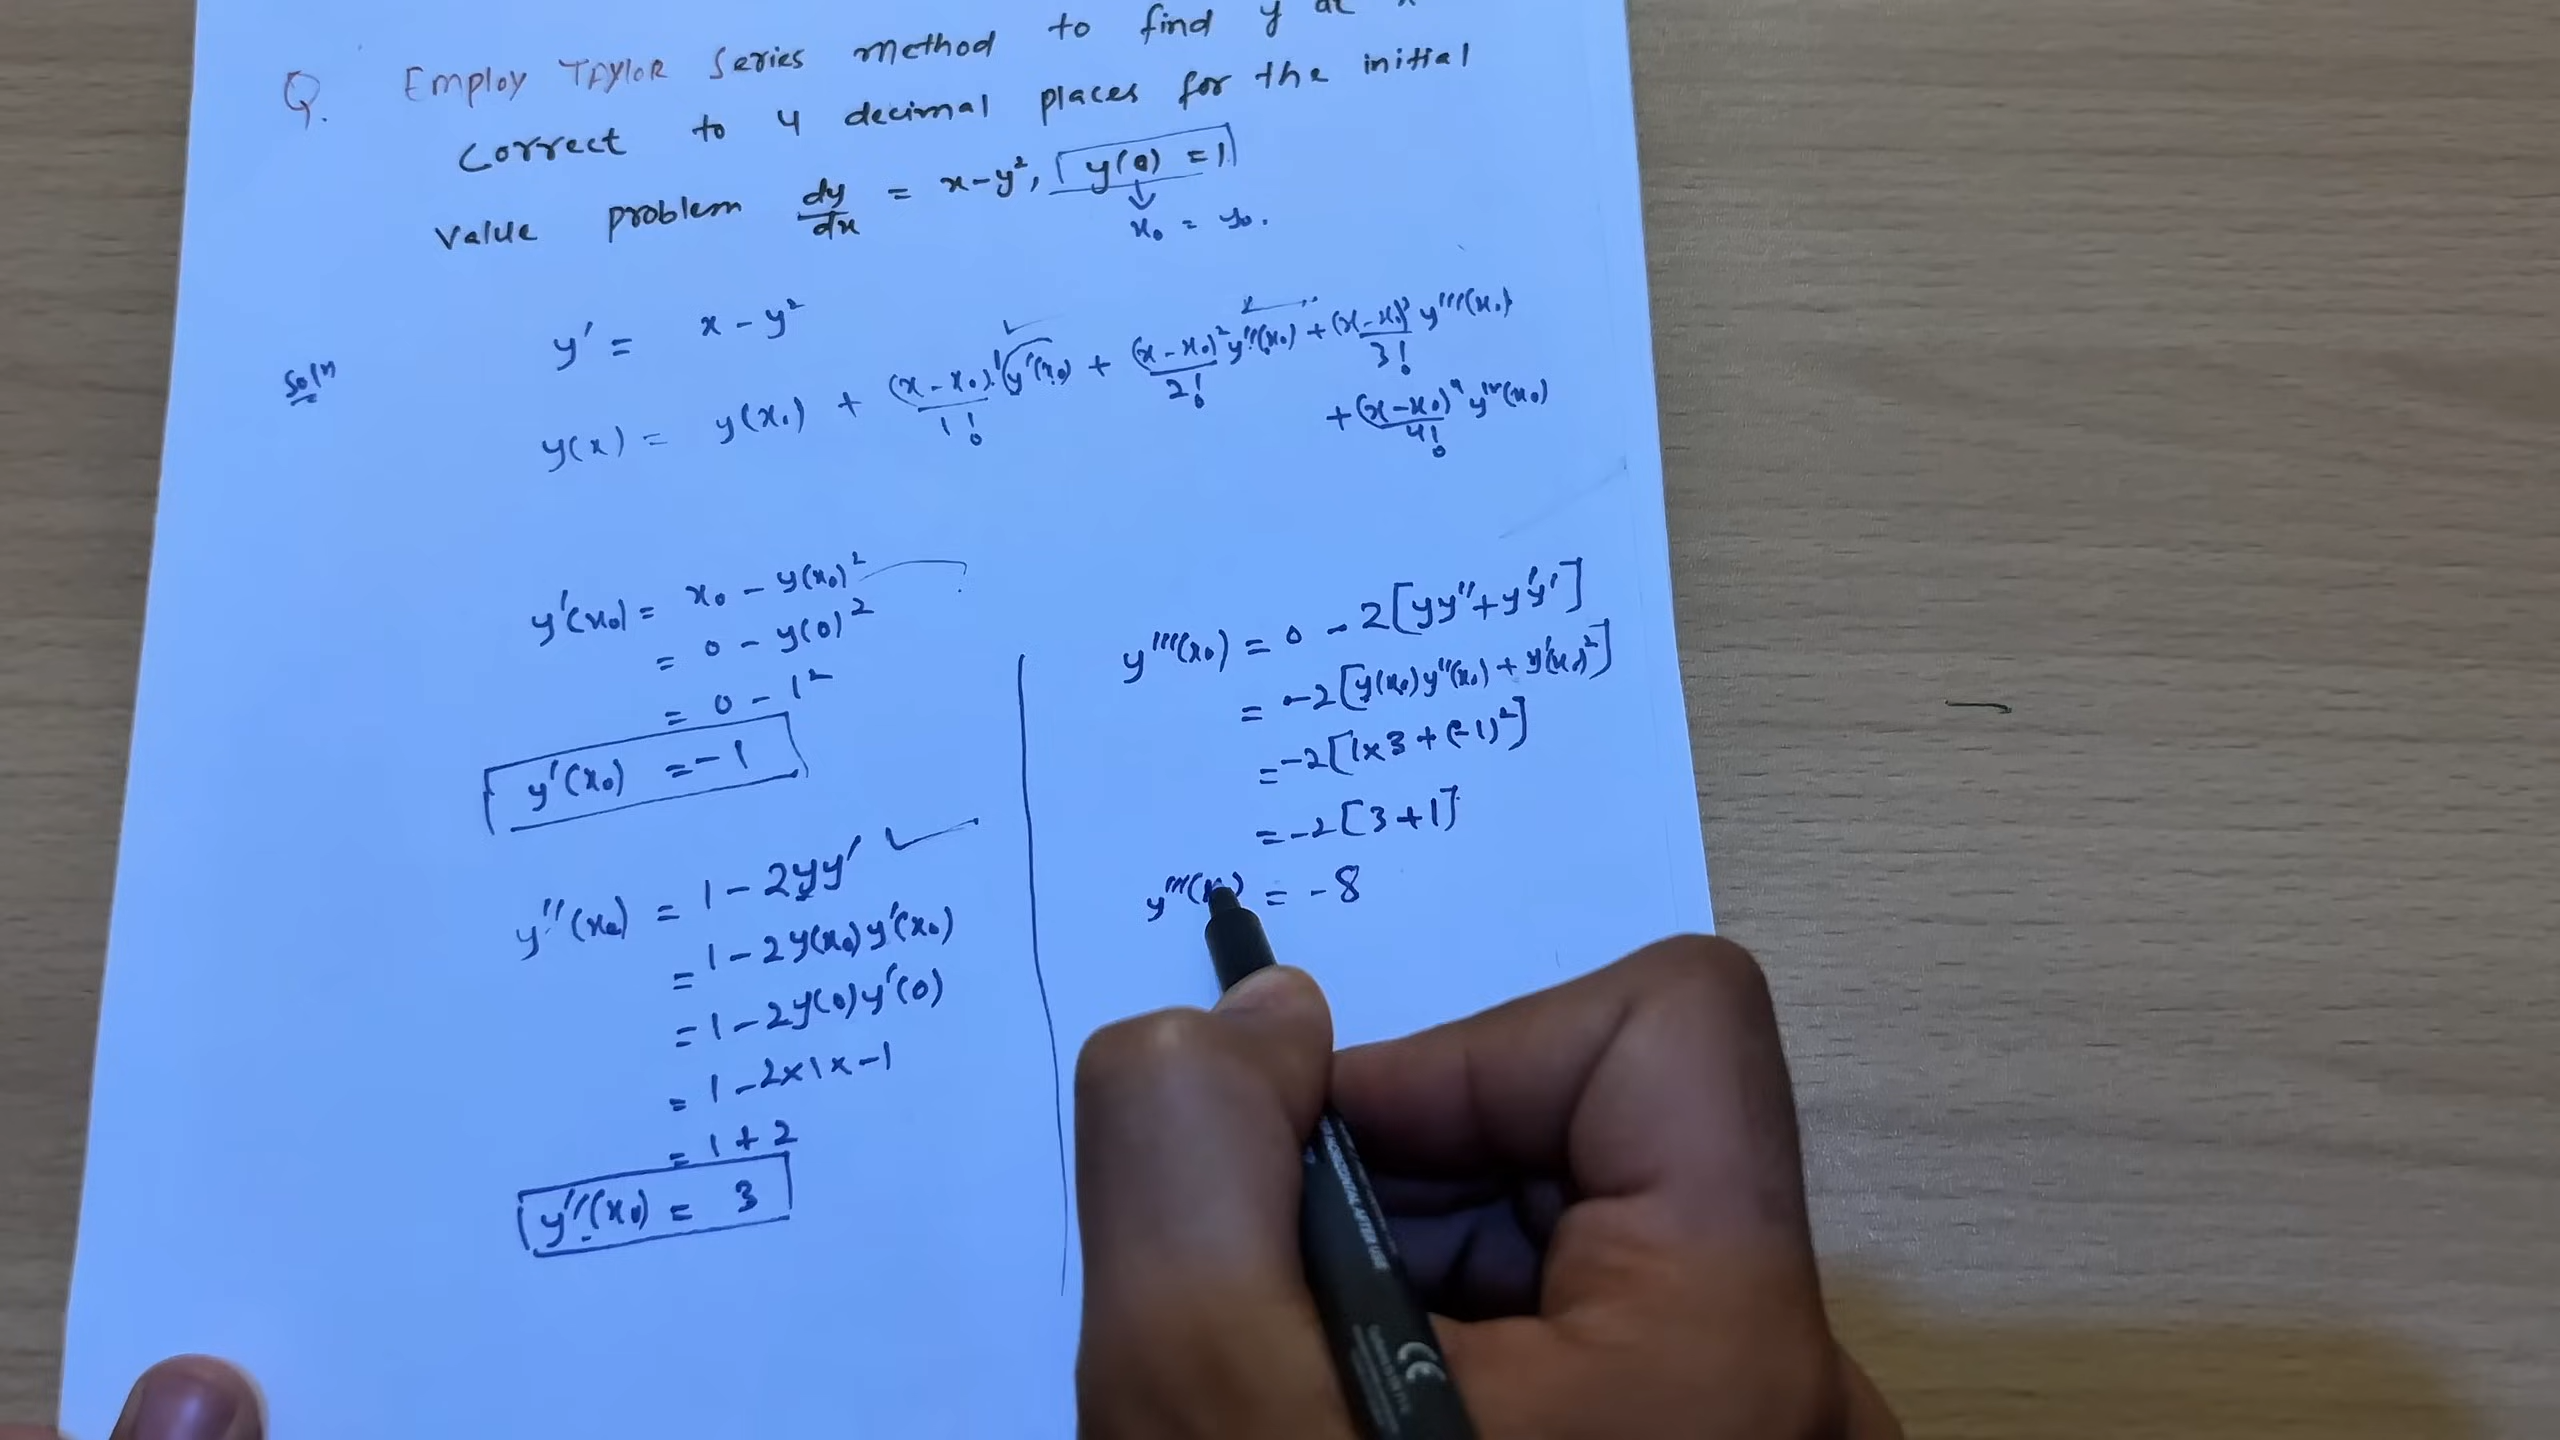 Q. Employ TAYLOR Series method to find y at
correct to 4 decimal places for the initial
value problem dy/dx = x-y², y(0) = 1
x₀ = y₀.
Soln
y' = x - y²
y(x) = y(x₀) + (x-x₀)¹/1! y'(x₀) + (x-x₀)²/2! y''(x₀) + (x-x₀)³/3! y'''(x₀)
+ (x-x₀)⁴/4! yⁱᵛ(x₀)
y'(x₀) = x₀ - y(x₀)²
= 0 - y(0)²
= 0 - 1²
y'(x₀) = -1
y''(x₀) = 1 - 2yy'
= 1 - 2y(x₀)y'(x₀)
= 1 - 2y(0)y'(0)
= 1 - 2x1x-1
= 1 + 2
y''(x₀) = 3
y'''(x₀) = 0 - 2[yy''+y'y']
= -2[y(x₀)y''(x₀) + y'(x₀)²]
= -2[1x3 + (-1)²]
= -2[3+1]
y'''(x₀) = -8
CE